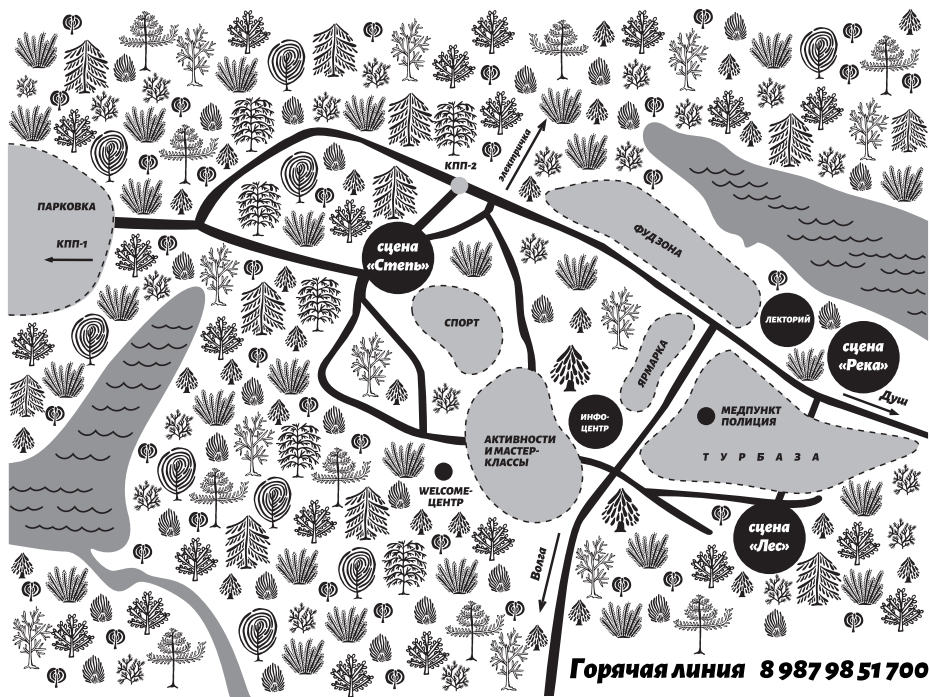 электричка
КПП-2
ПАРКОВКА
КПП-1
сцена
«Степь»
ФУДЗОНА
СПОРТ
ЯРМАРКА
ЛЕКТОРИЙ
сцена
«Река»
Душ
ИНФО-
ЦЕНТР
МЕДПУНКТ
ПОЛИЦИЯ
ТУРБАЗА
АКТИВНОСТИ
И МАСТЕР-
КЛАССЫ
WELCOME-
ЦЕНТР
сцена
«Лес»
Волга
Горячая линия 8 987 98 51 700